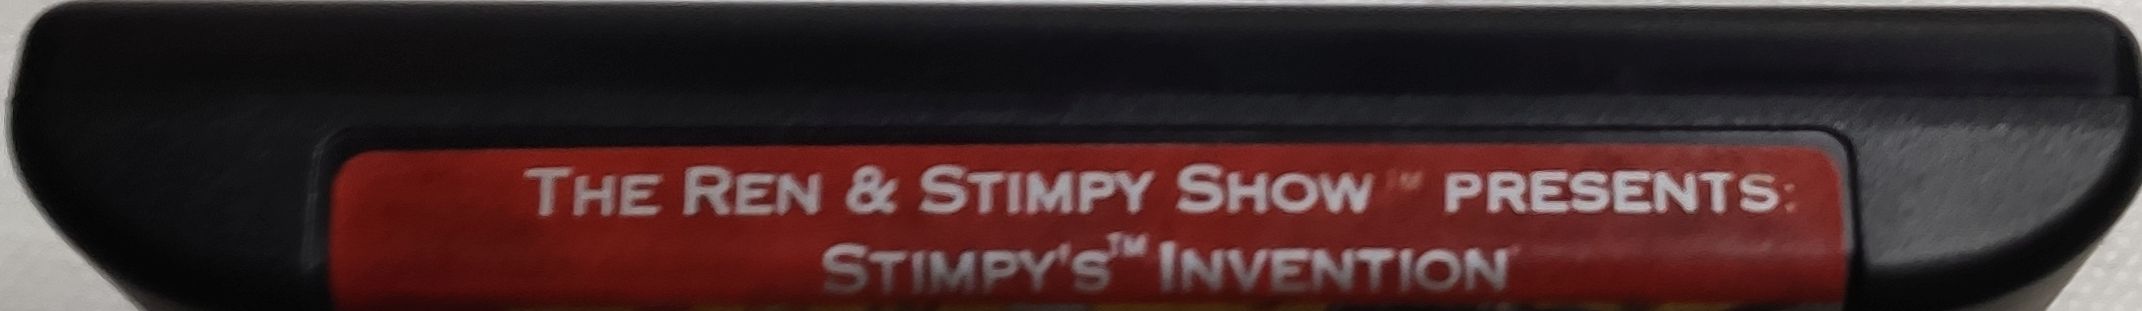 THE REN & STIMPY SHOW™ PRESENTS:
STIMPY'S™ INVENTION